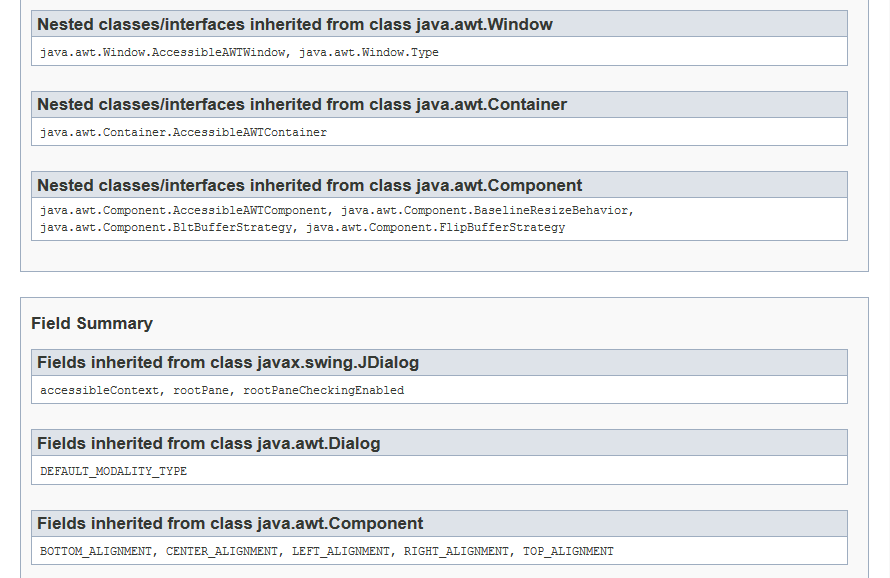 Nested classes/interfaces inherited from class java.awt.Window
java.awt.Window.AccessibleAWTWindow, java.awt.Window.Type
Nested classes/interfaces inherited from class java.awt.Container
java.awt.Container.AccessibleAWTContainer
Nested classes/interfaces inherited from class java.awt.Component
java.awt.Component.AccessibleAWTComponent, java.awt.Component.BaselineResizeBehavior,
java.awt.Component.BltBufferStrategy, java.awt.Component.FlipBufferStrategy
Field Summary
Fields inherited from class javax.swing.JDialog
accessibleContext, rootPane, rootPaneCheckingEnabled
Fields inherited from class java.awt.Dialog
DEFAULT_MODALITY_TYPE
Fields inherited from class java.awt.Component
BOTTOM_ALIGNMENT, CENTER_ALIGNMENT, LEFT_ALIGNMENT, RIGHT_ALIGNMENT, TOP_ALIGNMENT